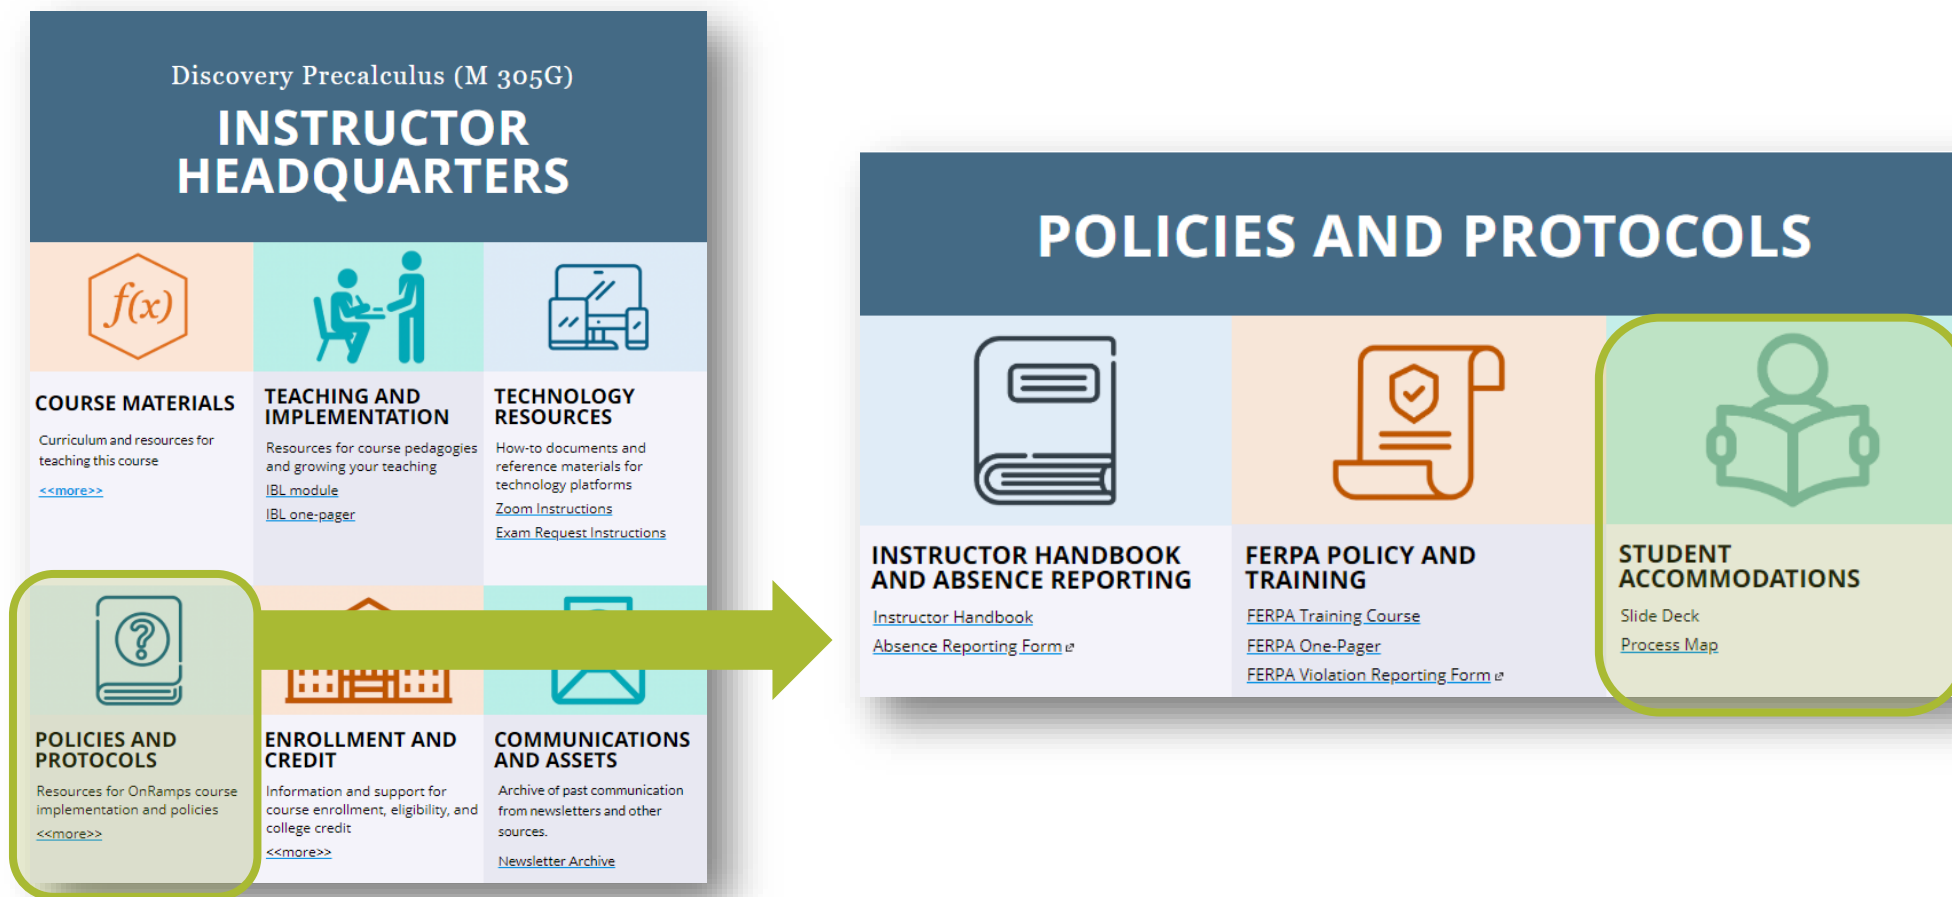 Discovery Precalculus (M 305G)
INSTRUCTOR
HEADQUARTERS
f(x)
COURSE MATERIALS
Curriculum and resources for
teaching this course
<<more>>
TEACHING AND
IMPLEMENTATION
Resources for course pedagogies
and growing your teaching
IBL module
IBL one-pager
TECHNOLOGY
RESOURCES
How-to documents and
reference materials for
technology platforms
Zoom Instructions
Exam Request Instructions
?
POLICIES AND
PROTOCOLS
Resources for OnRamps course
implementation and policies
<<more>>
ENROLLMENT AND
CREDIT
Information and support for
course enrollment, eligibility, and
college credit
<<more>>
COMMUNICATIONS
AND ASSETS
Archive of past communication
from newsletters and other
sources.
Newsletter Archive
POLICIES AND PROTOCOLS
INSTRUCTOR HANDBOOK
AND ABSENCE REPORTING
Instructor Handbook
Absence Reporting Form
FERPA POLICY AND
TRAINING
FERPA Training Course
FERPA One-Pager
FERPA Violation Reporting Form
STUDENT
ACCOMMODATIONS
Slide Deck
Process Map